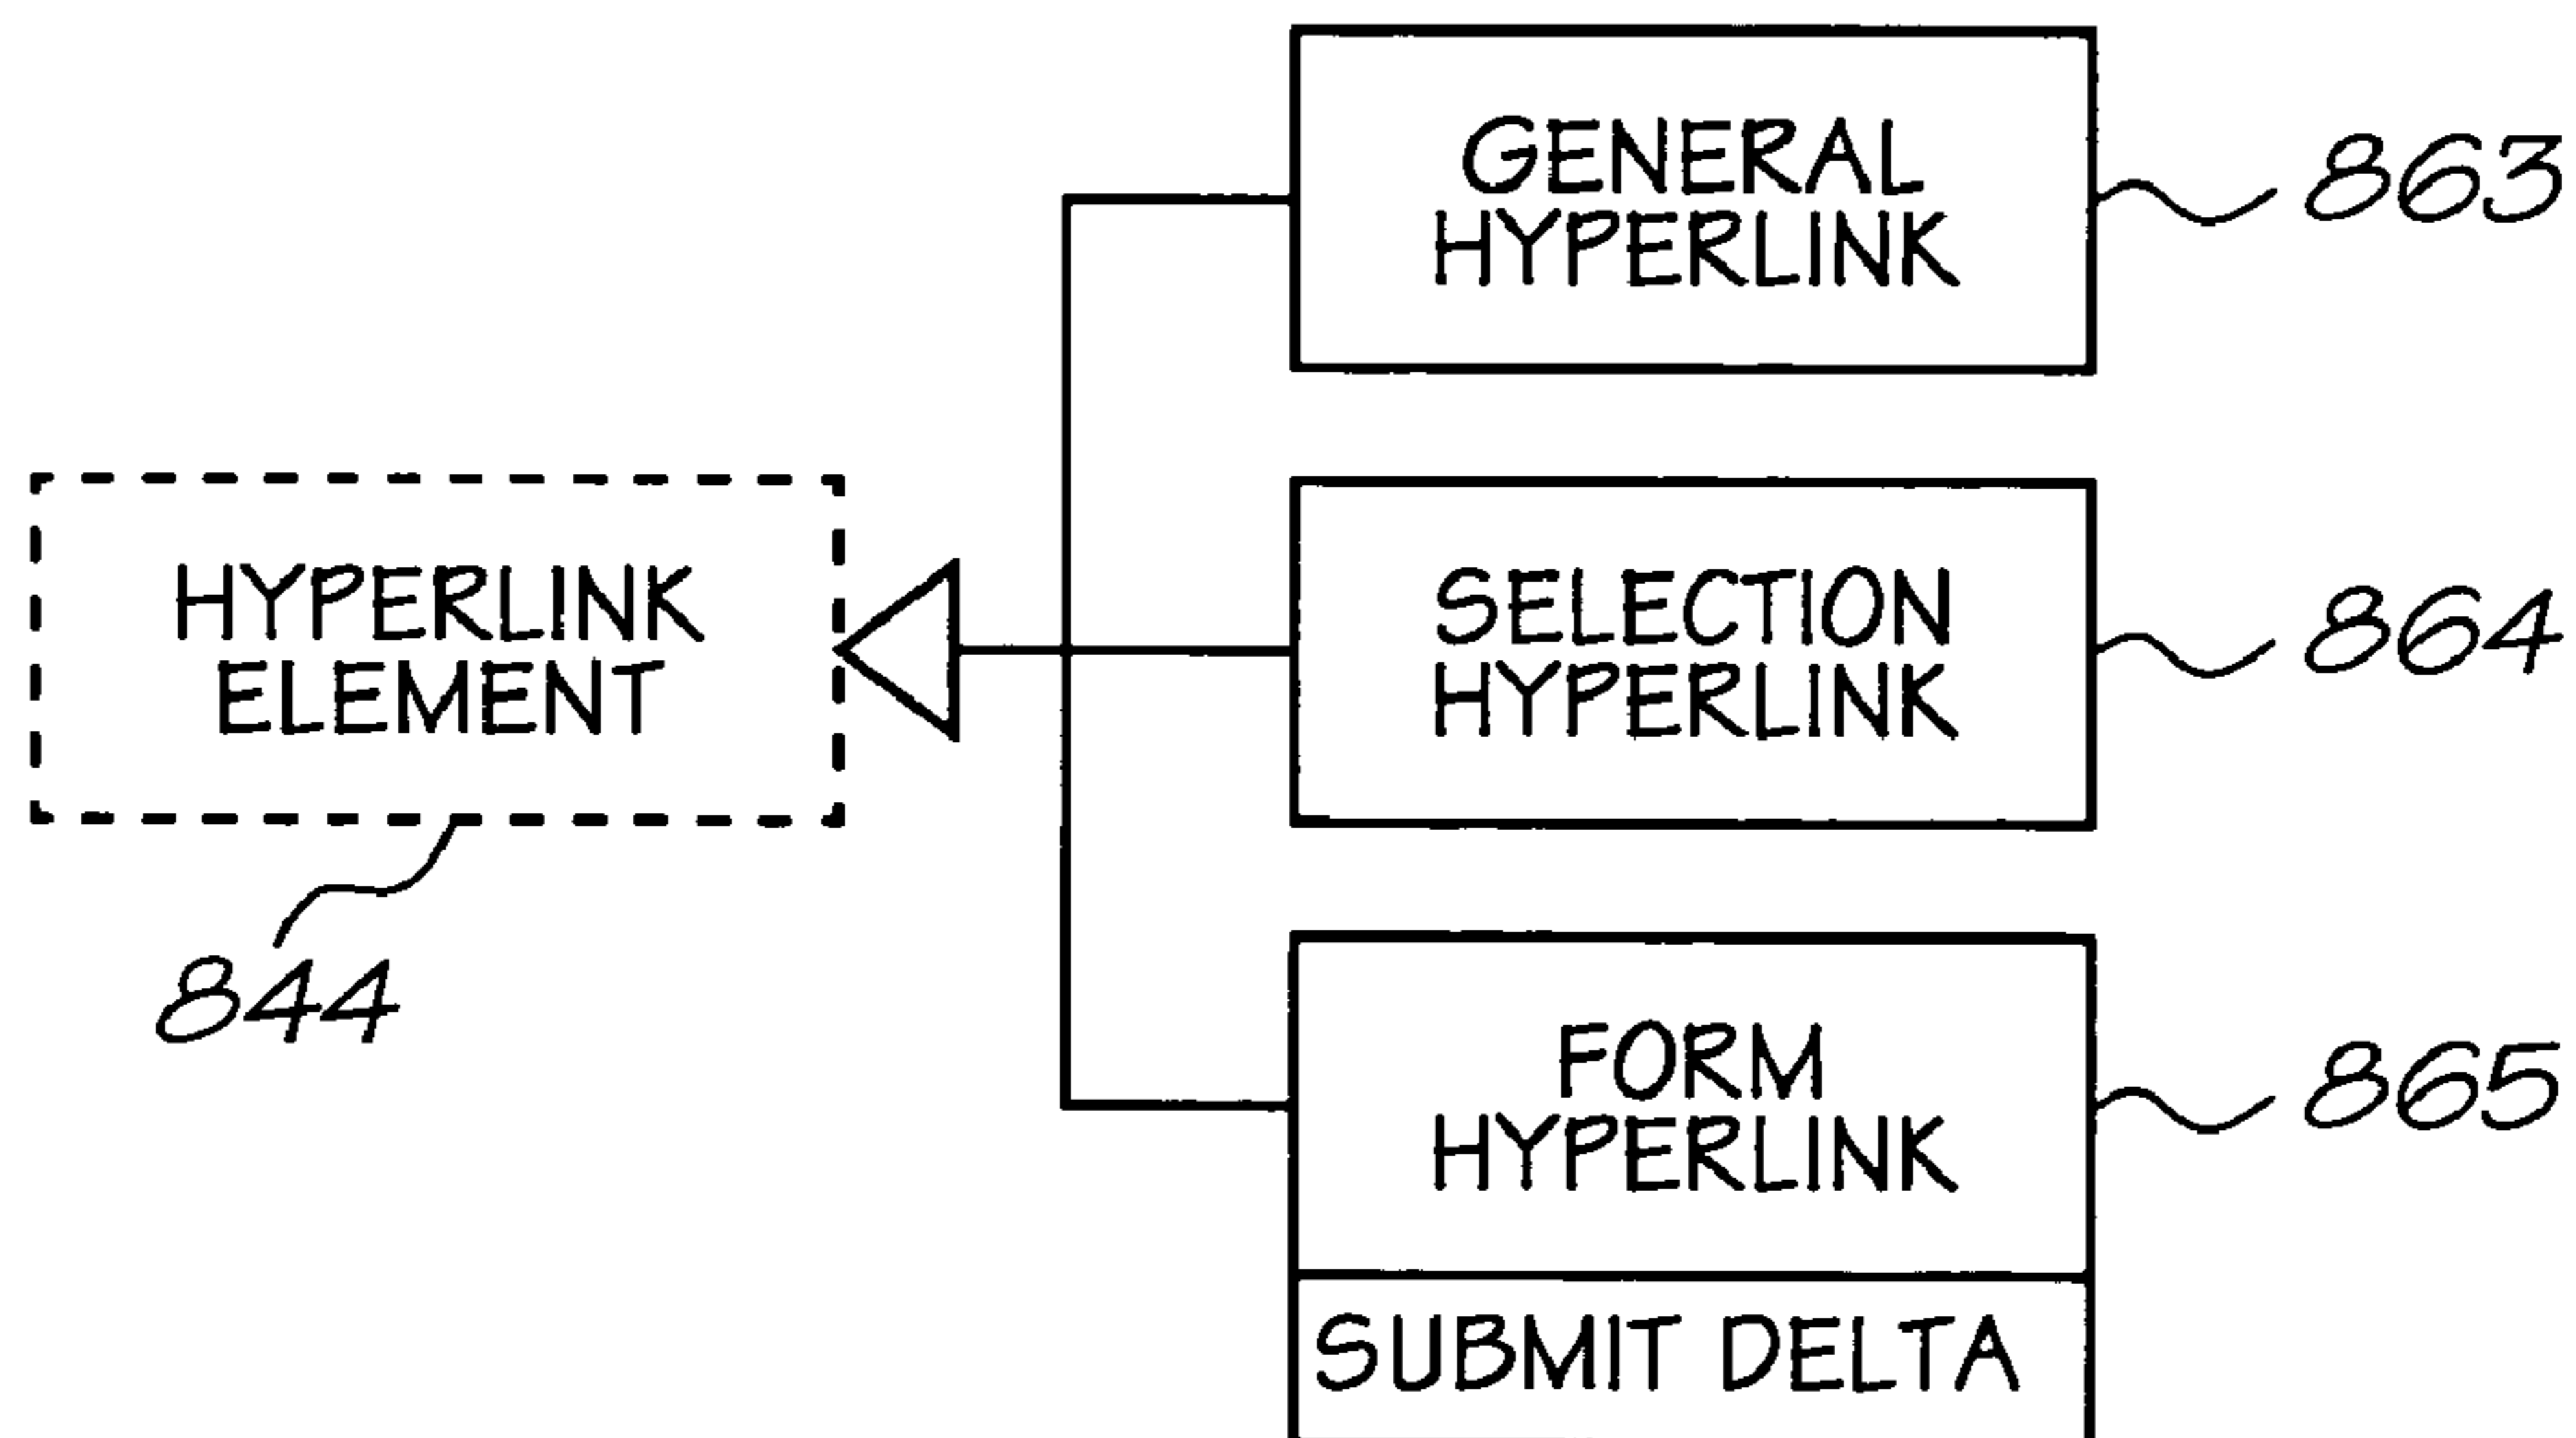 GENERAL
HYPERLINK
863
HYPERLINK
ELEMENT
844
SELECTION
HYPERLINK
864
FORM
HYPERLINK
865
SUBMIT DELTA